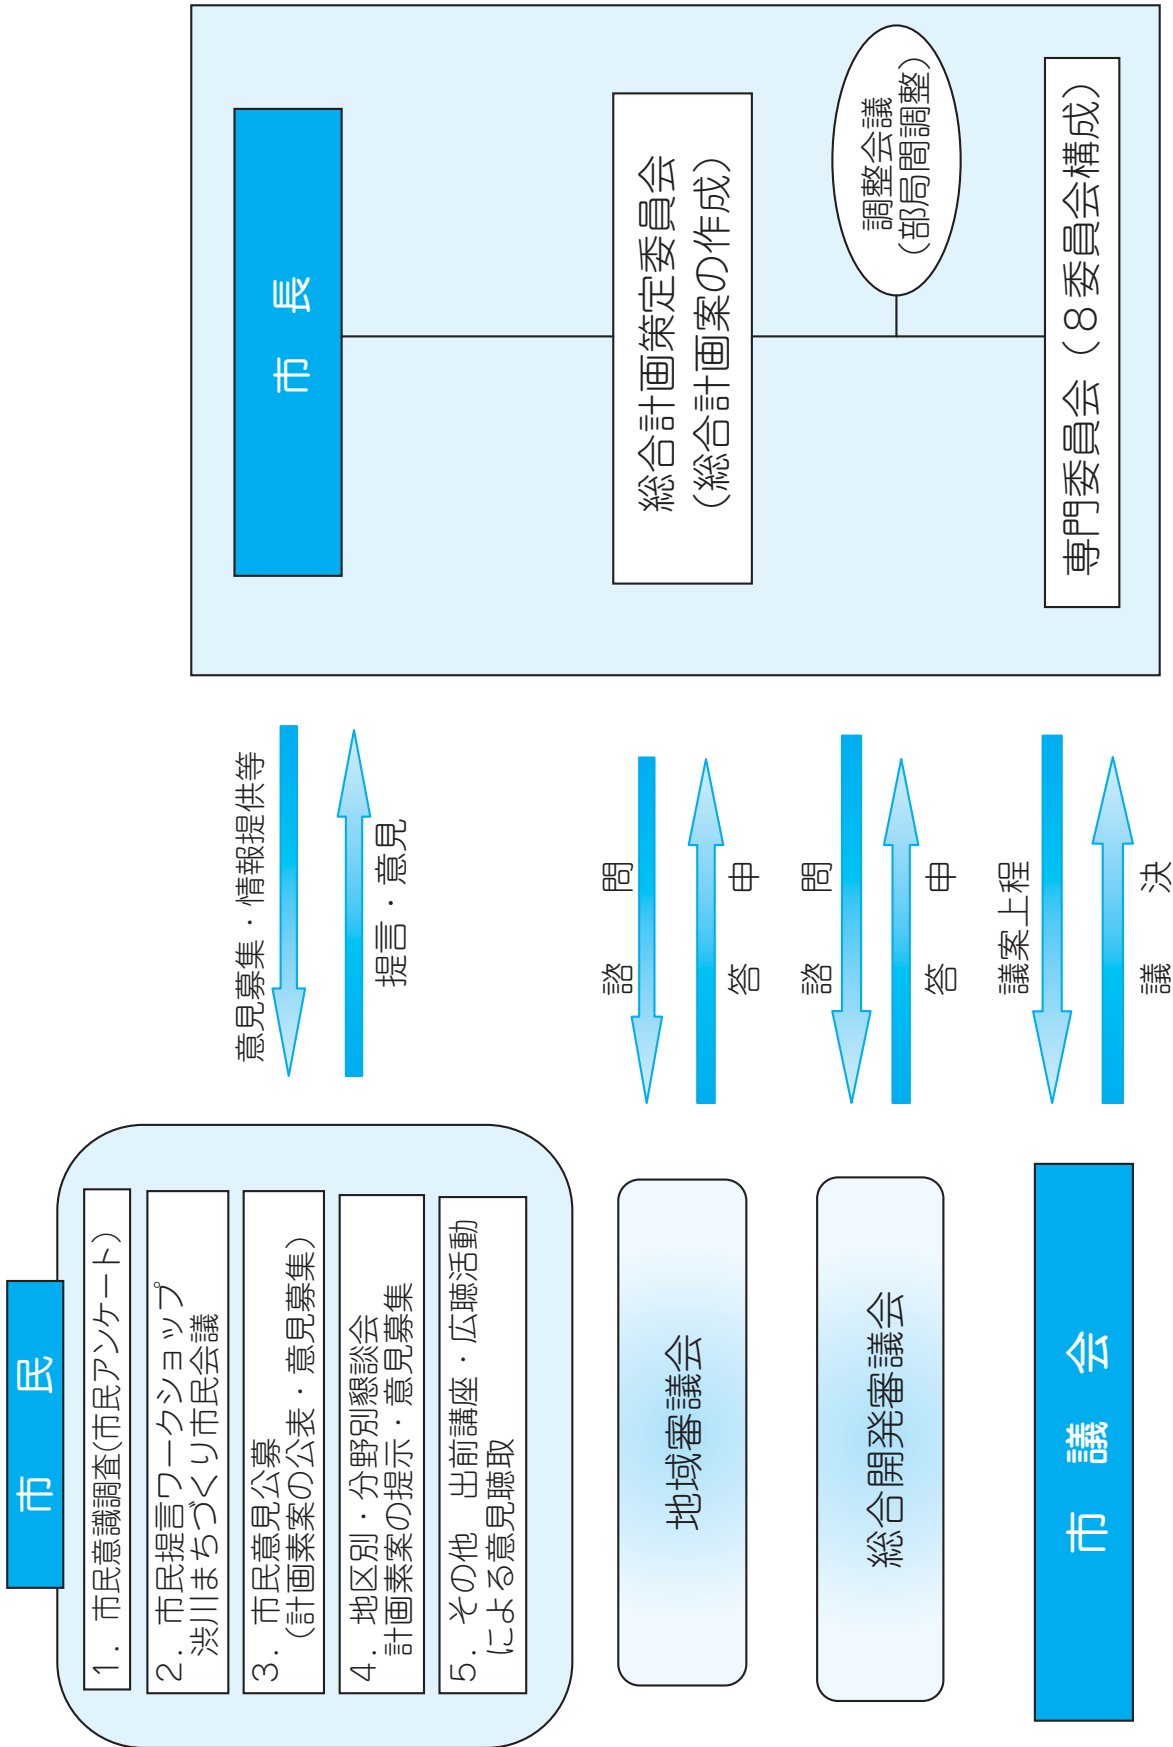 市　民
1．市民意識調査(市民アンケート)
2．市民提言ワークショップ
渋川まちづくり市民会議
3．市民意見公募
(計画素案の公表・意見募集)
4．地区別・分野別懇談会
計画素案の提示・意見募集
5．その他　出前講座・広聴活動
による意見聴取
地域審議会
総合開発審議会
市　議　会
意見募集・情報提供等
提言・意見
諮　問
答　申
諮　問
答　申
議案上程
議　決
市　長
総合計画策定委員会
(総合計画案の作成)
調整会議
(部局間調整)
専門委員会（８委員会構成）